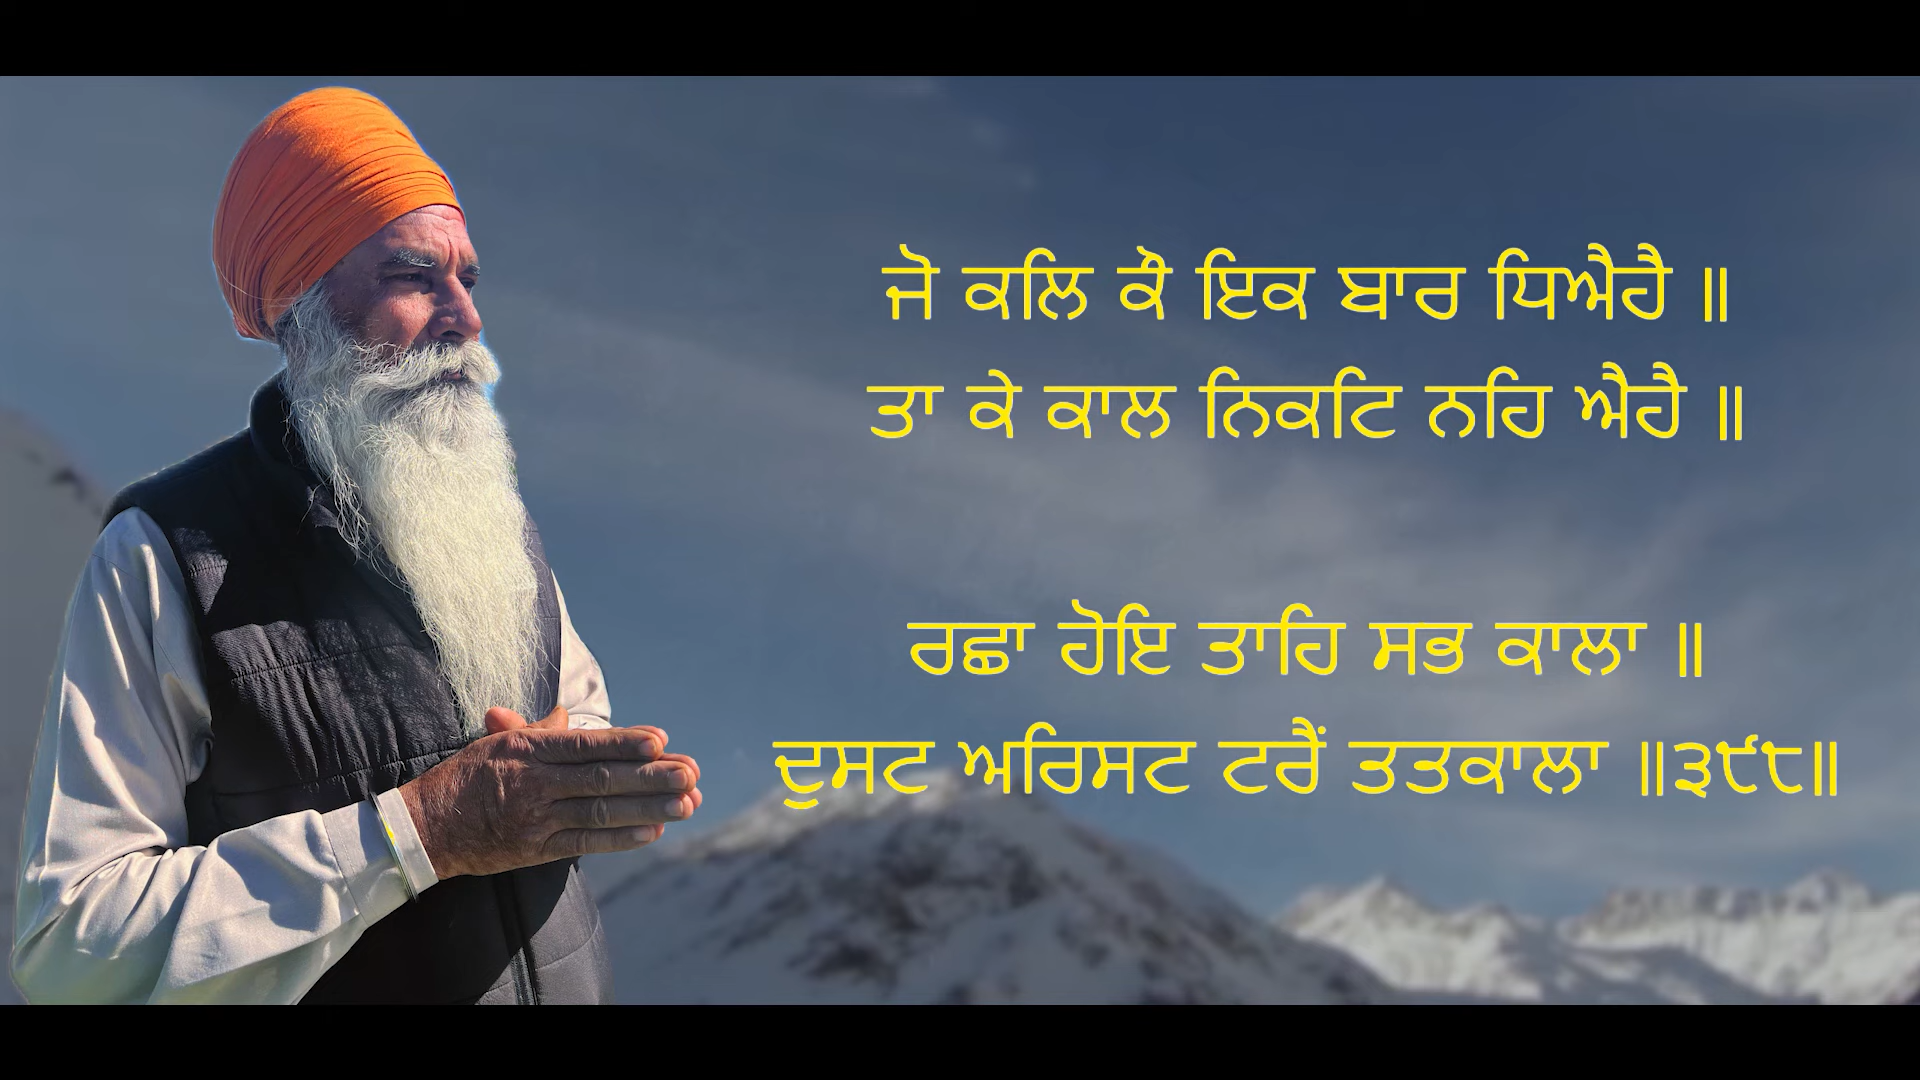 ਜੋ ਕਲਿ ਕੌ ਇਕ ਬਾਰ ਧਿਐਹੈ ॥
ਤਾ ਕੇ ਕਾਲ ਨਿਕਟਿ ਨਹਿ ਐਹੈ ॥
ਰਛਾ ਹੋਇ ਤਾਹਿ ਸਭ ਕਾਲਾ ॥
ਦੁਸਟ ਅਰਿਸਟ ਟਰੈਂ ਤਤਕਾਲਾ ॥੩੯੮॥